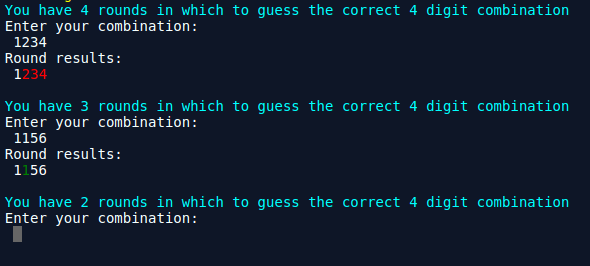 You have 4 rounds in which to guess the correct 4 digit combination
Enter your combination:
1234
Round results:
1234
You have 3 rounds in which to guess the correct 4 digit combination
Enter your combination:
1156
Round results:
1156
You have 2 rounds in which to guess the correct 4 digit combination
Enter your combination: